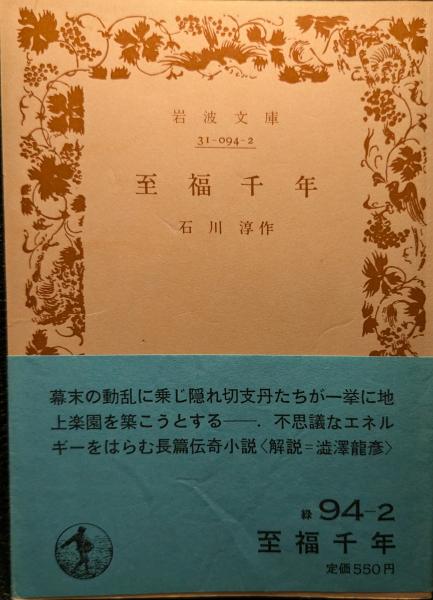 岩波文庫
31-094-2
至福千年
石川淳作
幕末の動乱に乗じ隠れ切支丹たちが一挙に地
上楽園を築こうとする——．不思議なエネル
ギーをはらむ長篇伝奇小説〈解説＝澁澤龍彦〉
緑 94-2
至福千年
定価550円